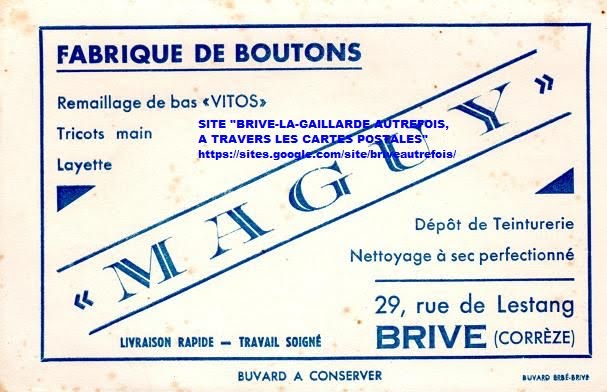 FABRIQUE DE BOUTONS
Remaillage de bas «VITOS»
Tricots main
Layette
SITE "BRIVE-LA-GAILLARDE AUTREFOIS,
A TRAVERS LES CARTES POSTALES"
https://sites.google.com/site/briveautrefois/
« MAGUY »
Dépôt de Teinturerie
Nettoyage à sec perfectionné
29, rue de Lestang
BRIVE (CORRÈZE)
LIVRAISON RAPIDE — TRAVAIL SOIGNÉ
BUVARD A CONSERVER
BUVARD BEBÉ-BRIVE